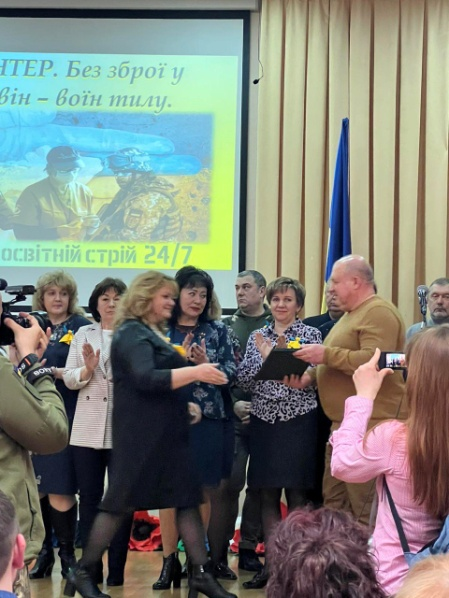 НТЕР. Без зброї у
він – воїн тилу.
освітній стрій 24/7